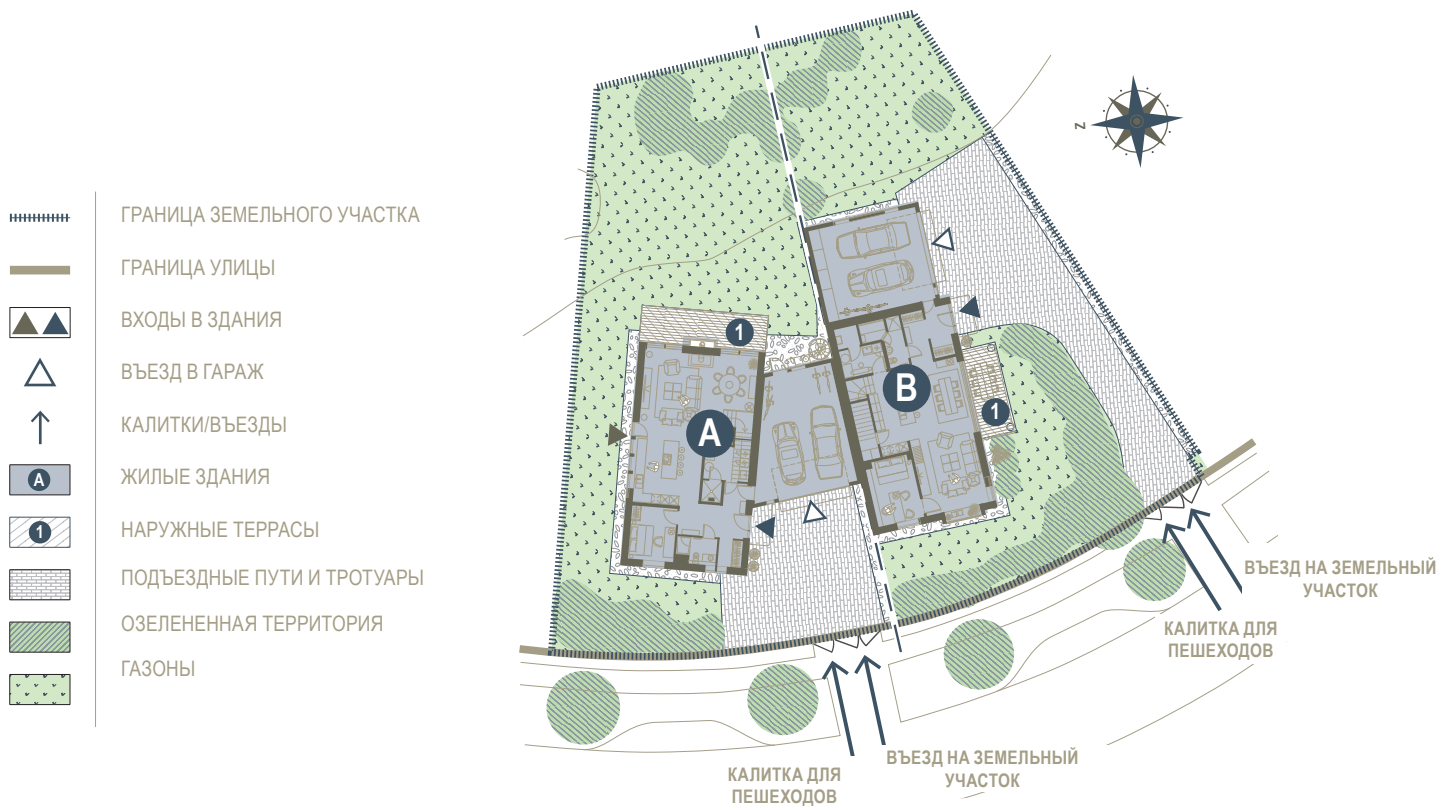 ГРАНИЦА ЗЕМЕЛЬНОГО УЧАСТКА
ГРАНИЦА УЛИЦЫ
ВХОДЫ В ЗДАНИЯ
ВЪЕЗД В ГАРАЖ
КАЛИТКИ/ВЪЕЗДЫ
A
ЖИЛЫЕ ЗДАНИЯ
1
НАРУЖНЫЕ ТЕРРАСЫ
ПОДЪЕЗДНЫЕ ПУТИ И ТРОТУАРЫ
ОЗЕЛЕНЕННАЯ ТЕРРИТОРИЯ
ГАЗОНЫ
N
1
A
B
1
ВЪЕЗД НА ЗЕМЕЛЬНЫЙ
УЧАСТОК
КАЛИТКА ДЛЯ
ПЕШЕХОДОВ
ВЪЕЗД НА ЗЕМЕЛЬНЫЙ
УЧАСТОК
КАЛИТКА ДЛЯ
ПЕШЕХОДОВ